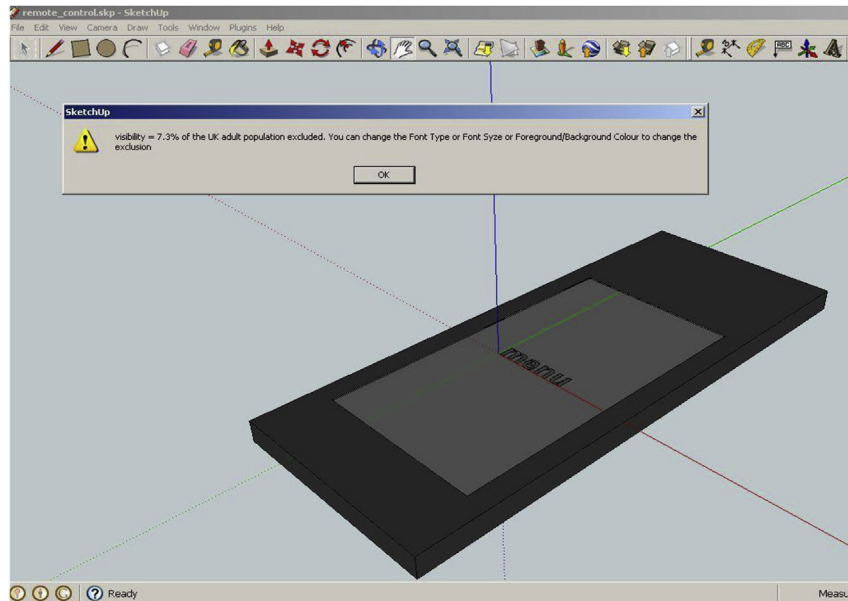 remote_control.skp - SketchUp
File Edit View Camera Draw Tools Window Plugins Help
SketchUp
visibility = 7.3% of the UK adult population excluded. You can change the Font Type or Font Syze or Foreground/Background Colour to change the
exclusion
OK
menu
Ready
Measu